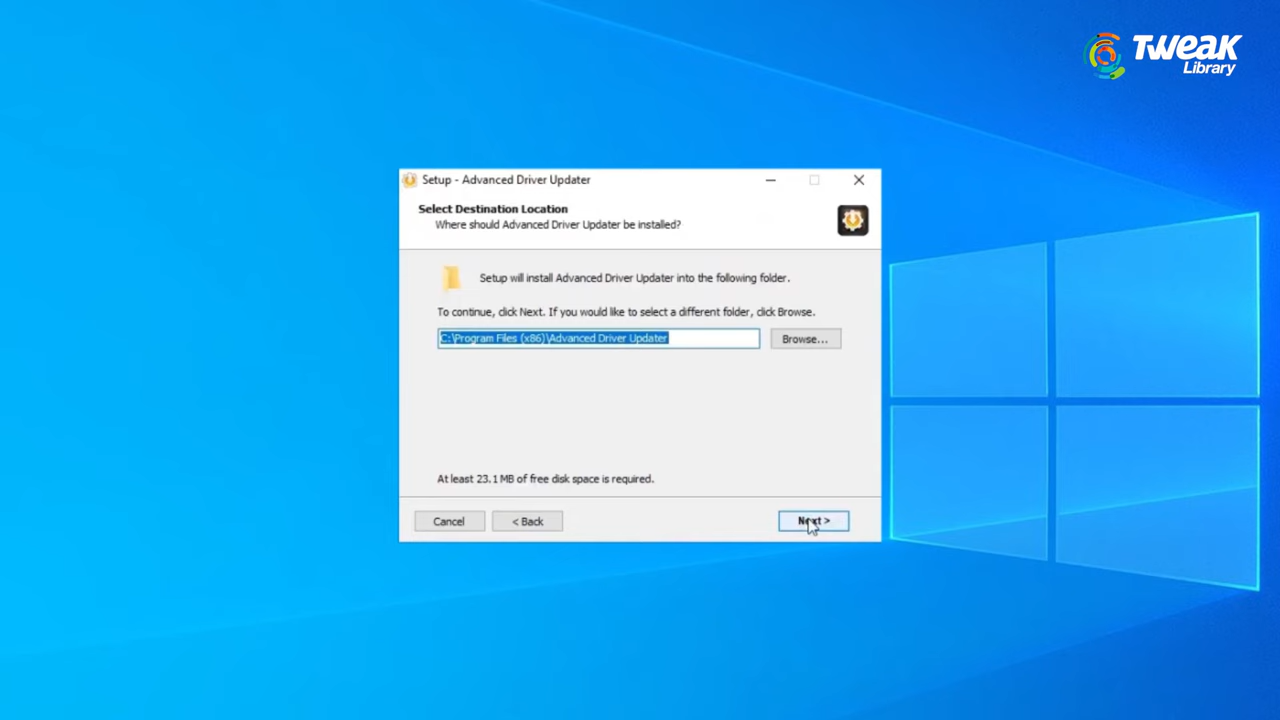 TWEAK
Library
Setup - Advanced Driver Updater
Select Destination Location
Where should Advanced Driver Updater be installed?
Setup will install Advanced Driver Updater into the following folder.
To continue, click Next. If you would like to select a different folder, click Browse.
C:\Program Files (x86)\Advanced Driver Updater
Browse...
At least 23.1 MB of free disk space is required.
Cancel
< Back
Next >